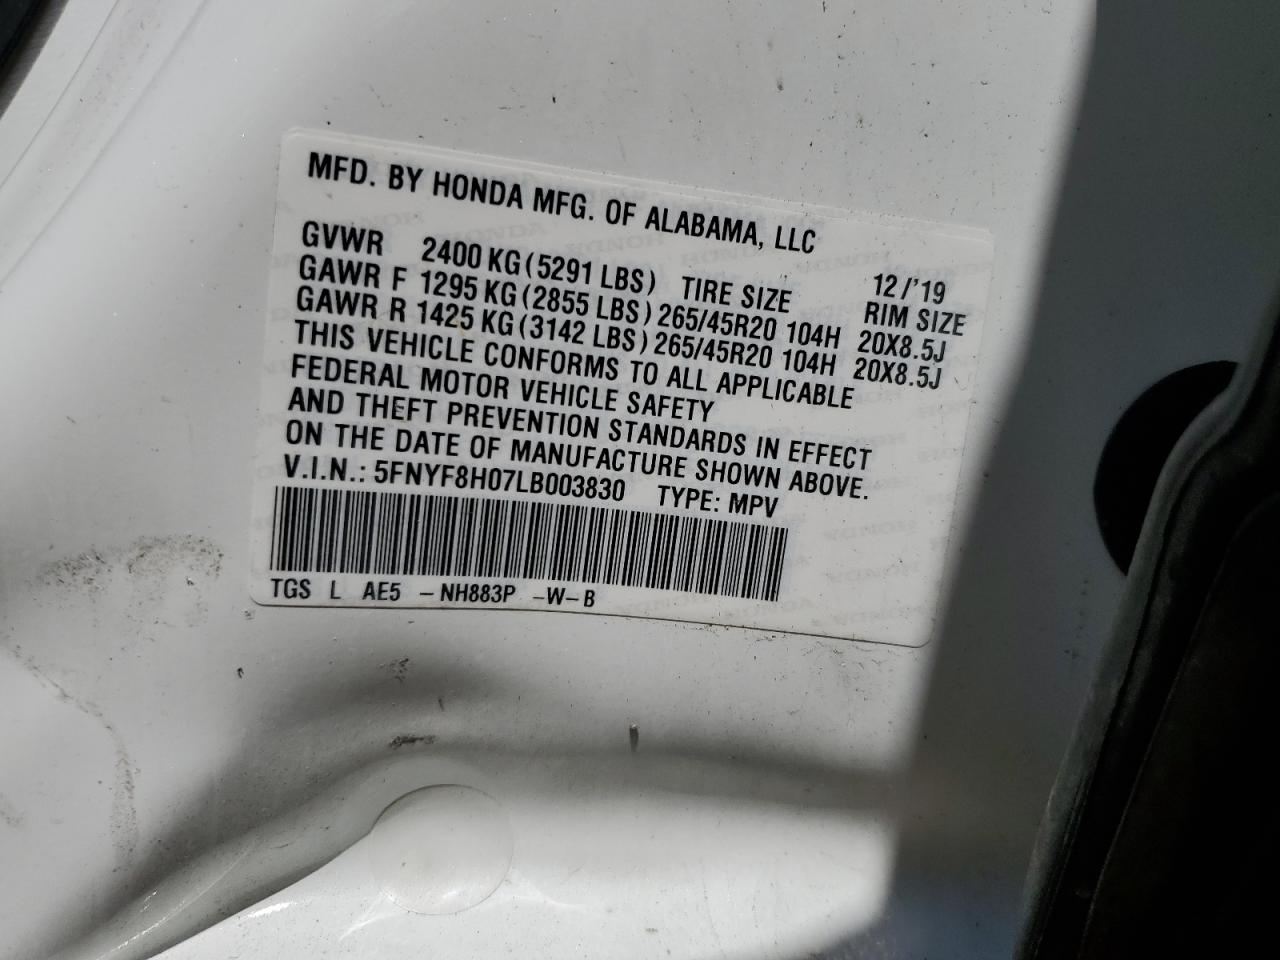 MFD. BY HONDA MFG. OF ALABAMA, LLC
12/'19
GVWR 2400 KG (5291 LBS) TIRE SIZE RIM SIZE
GAWR F 1295 KG (2855 LBS) 265/45R20 104H 20X8.5J
GAWR R 1425 KG (3142 LBS) 265/45R20 104H 20X8.5J
THIS VEHICLE CONFORMS TO ALL APPLICABLE
FEDERAL MOTOR VEHICLE SAFETY
AND THEFT PREVENTION STANDARDS IN EFFECT
ON THE DATE OF MANUFACTURE SHOWN ABOVE.
V.I.N.: 5FNYF8H07LB003830 TYPE: MPV
TGS L AE5 -NH883P -W-B